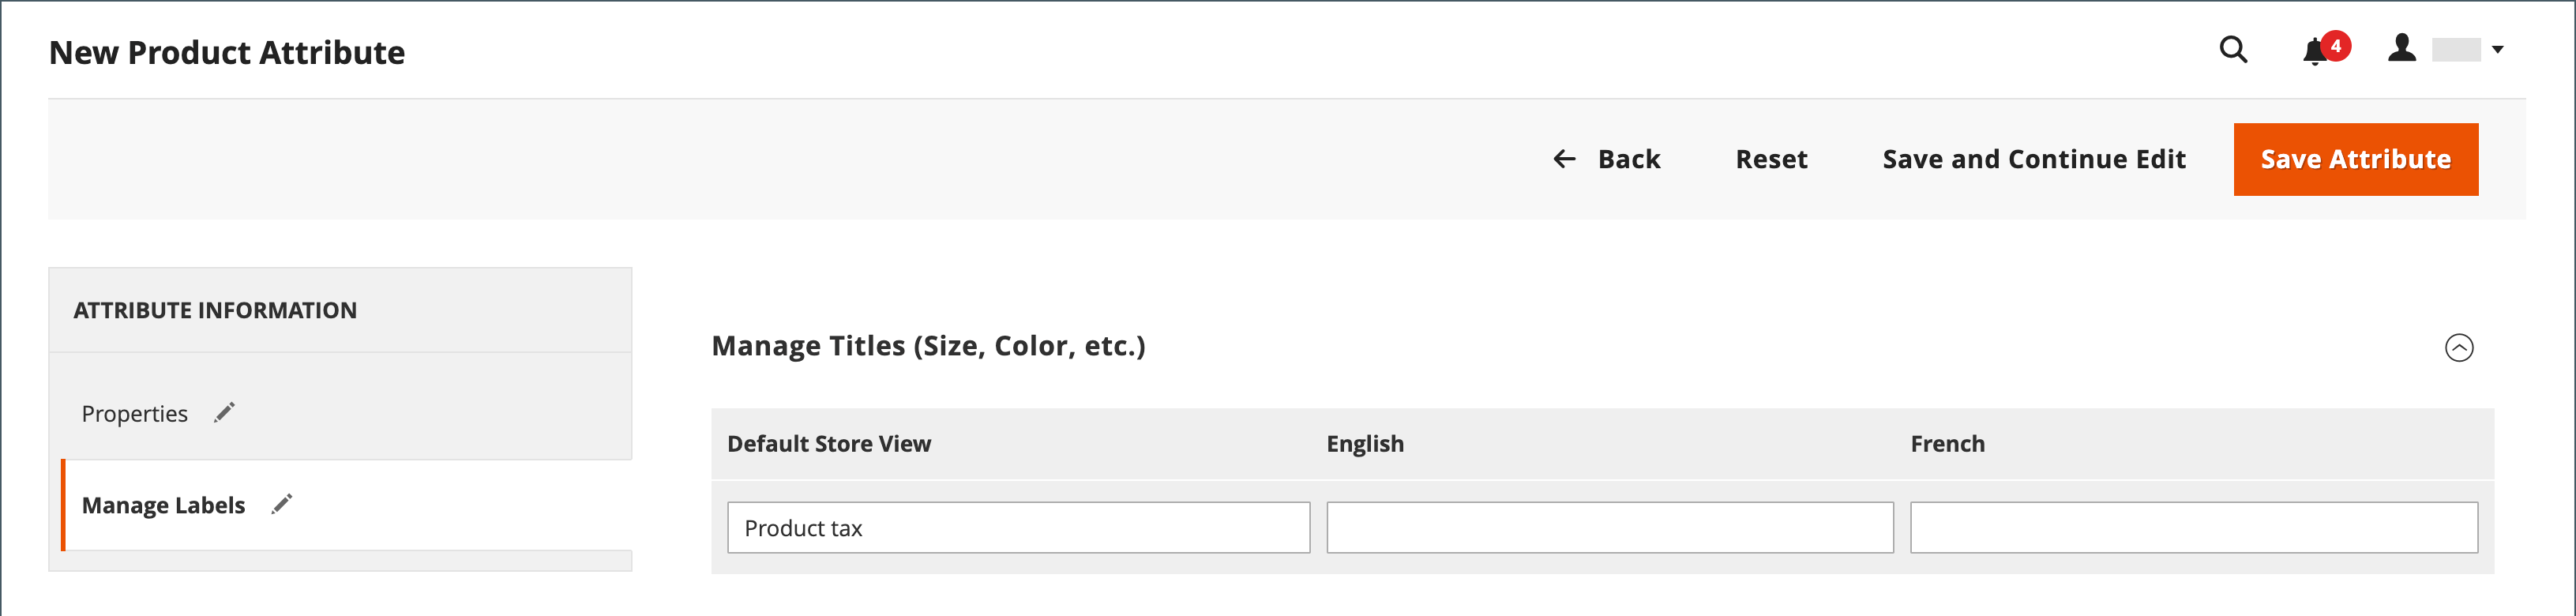 New Product Attribute
4
Back
Reset
Save and Continue Edit
Save Attribute
ATTRIBUTE INFORMATION
Properties
Manage Labels
Manage Titles (Size, Color, etc.)
Default Store View
English
French
Product tax